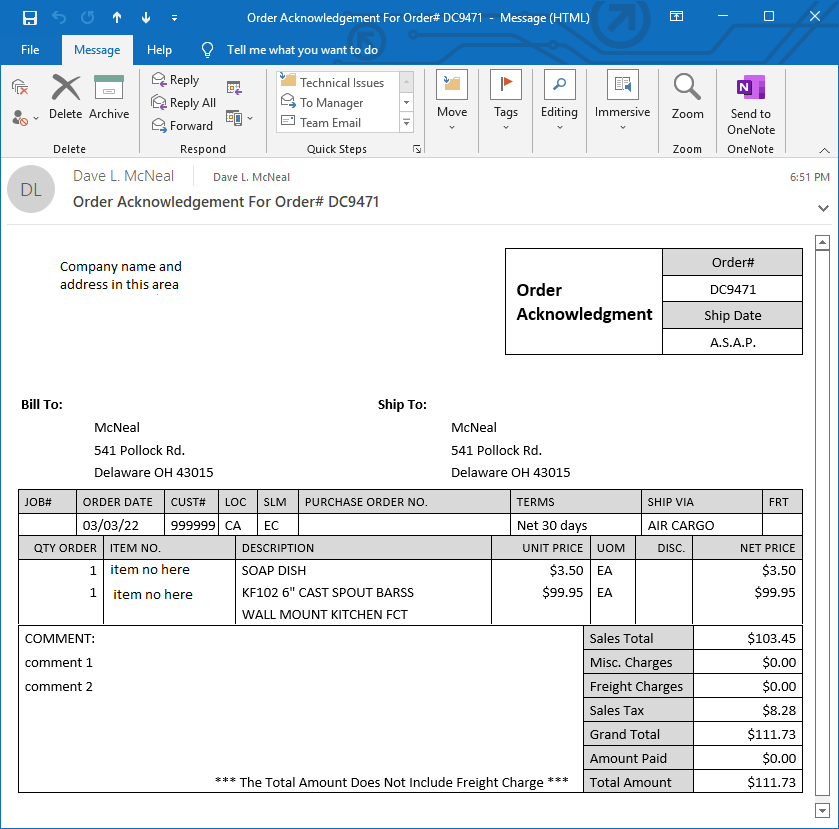 Order Acknowledgement For Order# DC9471 - Message (HTML)
File Message Help Tell me what you want to do
Delete Archive
Delete
Reply
Reply All
Forward
Respond
Technical Issues
To Manager
Team Email
Quick Steps
Move
Tags
Editing
Immersive
Zoom
Zoom
Send to
OneNote
OneNote
DL
Dave L. McNeal Dave L. McNeal 6:51 PM
Order Acknowledgement For Order# DC9471
Company name and
address in this area
Order
Acknowledgment
Order#
DC9471
Ship Date
A.S.A.P.
Bill To: Ship To:
McNeal McNeal
541 Pollock Rd. 541 Pollock Rd.
Delaware OH 43015 Delaware OH 43015
JOB# ORDER DATE CUST# LOC SLM PURCHASE ORDER NO. TERMS SHIP VIA FRT
03/03/22 999999 CA EC Net 30 days AIR CARGO
QTY ORDER ITEM NO. DESCRIPTION UNIT PRICE UOM DISC. NET PRICE
1 item no here SOAP DISH $3.50 EA $3.50
1 item no here KF102 6" CAST SPOUT BARSS $99.95 EA $99.95
WALL MOUNT KITCHEN FCT
COMMENT: Sales Total $103.45
comment 1 Misc. Charges $0.00
comment 2 Freight Charges $0.00
Sales Tax $8.28
Grand Total $111.73
Amount Paid $0.00
*** The Total Amount Does Not Include Freight Charge *** Total Amount $111.73